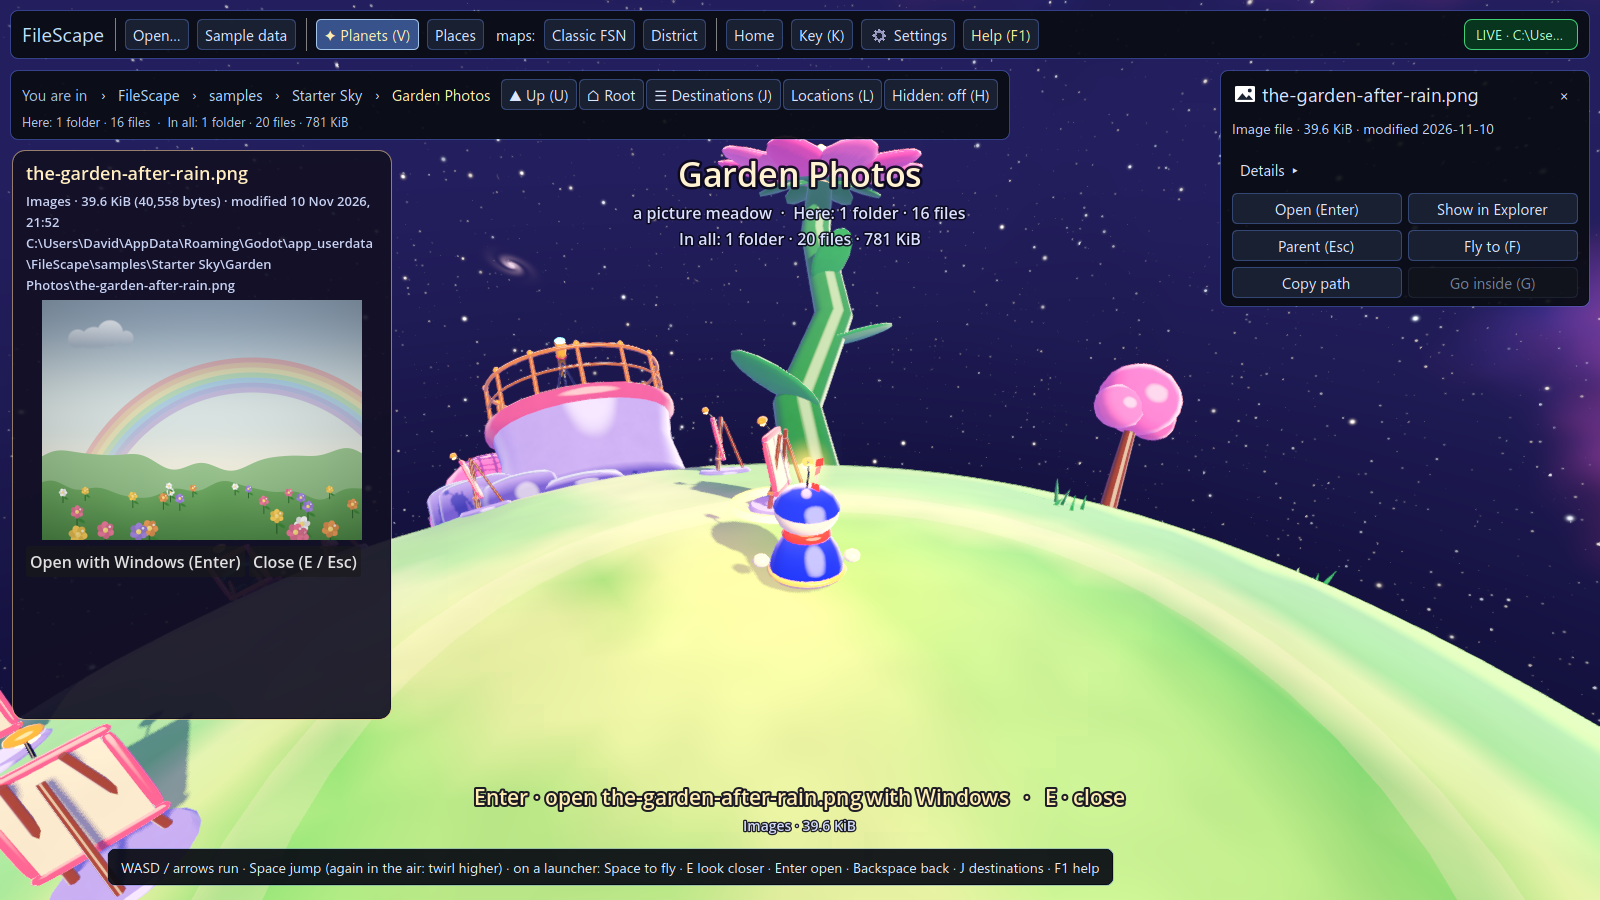 FileScape
Open...
Sample data
✦ Planets (V)
Places
maps:
Classic FSN
District
Home
Key (K)
Settings
Help (F1)
LIVE · C:\Use...
You are in › FileScape › samples › Starter Sky › Garden Photos
▲ Up (U)
Root
☰ Destinations (J)
Locations (L)
Hidden: off (H)
Here: 1 folder · 16 files · In all: 1 folder · 20 files · 781 KiB
the-garden-after-rain.png
Images · 39.6 KiB (40,558 bytes) · modified 10 Nov 2026,
21:52
C:\Users\David\AppData\Roaming\Godot\app_userdata
\FileScape\samples\Starter Sky\Garden
Photos\the-garden-after-rain.png
Open with Windows (Enter)
Close (E / Esc)
Garden Photos
a picture meadow · Here: 1 folder · 16 files
In all: 1 folder · 20 files · 781 KiB
the-garden-after-rain.png
×
Image file · 39.6 KiB · modified 2026-11-10
Details ▸
Open (Enter)
Show in Explorer
Parent (Esc)
Fly to (F)
Copy path
Go inside (G)
Enter · open the-garden-after-rain.png with Windows · E · close
Images · 39.6 KiB
WASD / arrows run · Space jump (again in the air: twirl higher) · on a launcher: Space to fly · E look closer · Enter open · Backspace back · J destinations · F1 help